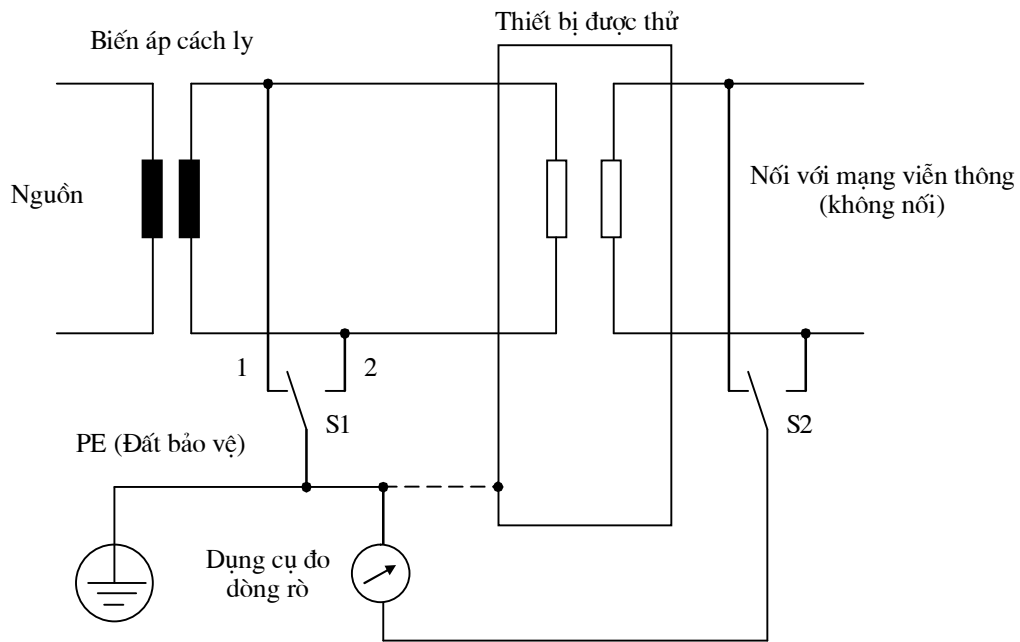 Thiết bị được thử
Biến áp cách ly
Nguồn
Nối với mạng viễn thông
(không nối)
1
2
S1
S2
PE (Đất bảo vệ)
Dụng cụ đo
dòng rò